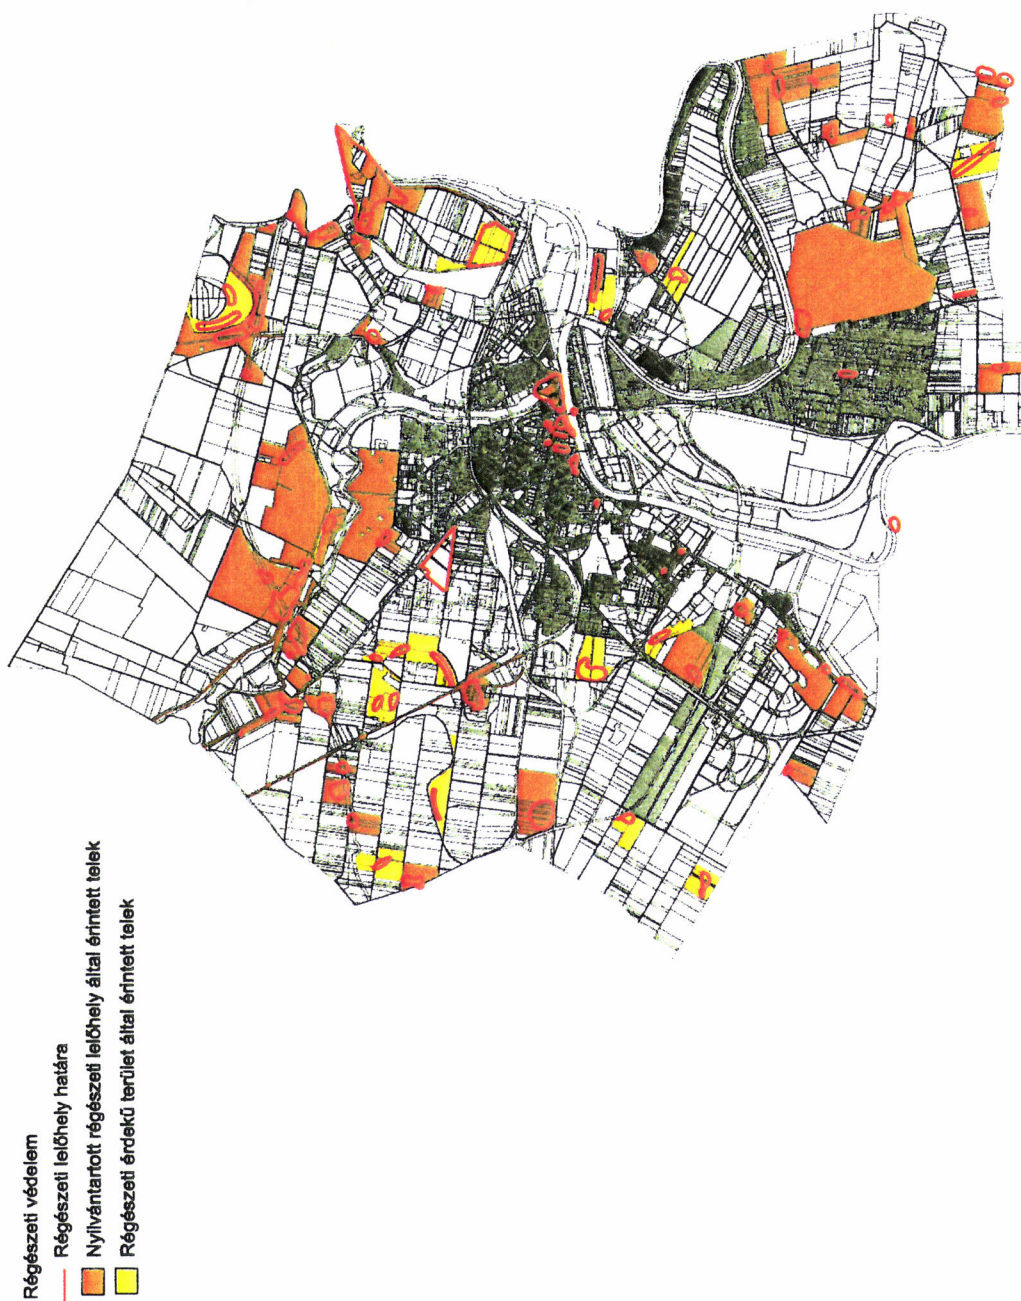 Régészeti védelem
Régészeti lelőhely határa
Nyilvántartott régészeti lelőhely által érintett telek
Régészeti érdekű terület által érintett telek